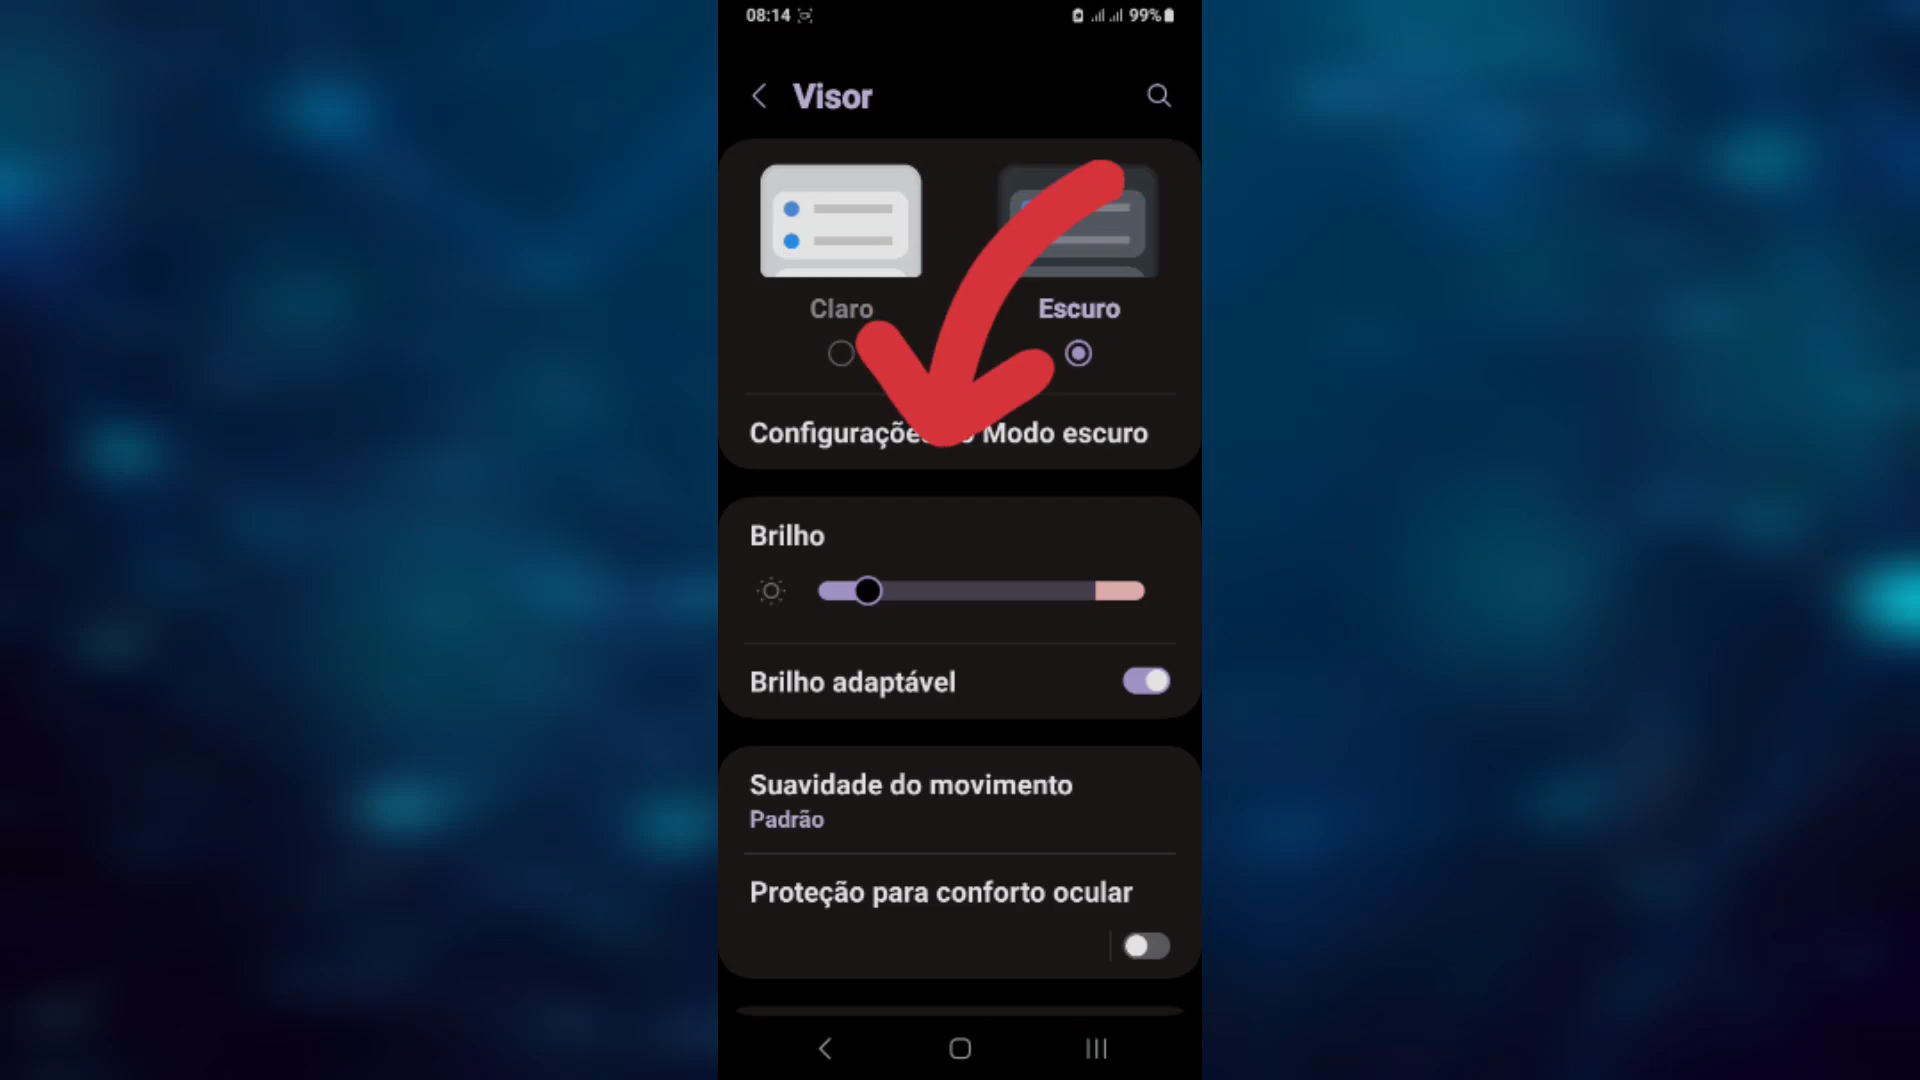 08:14 99%
Visor
Claro Escuro
Configurações Modo escuro
Brilho
Brilho adaptável
Suavidade do movimento
Padrão
Proteção para conforto ocular